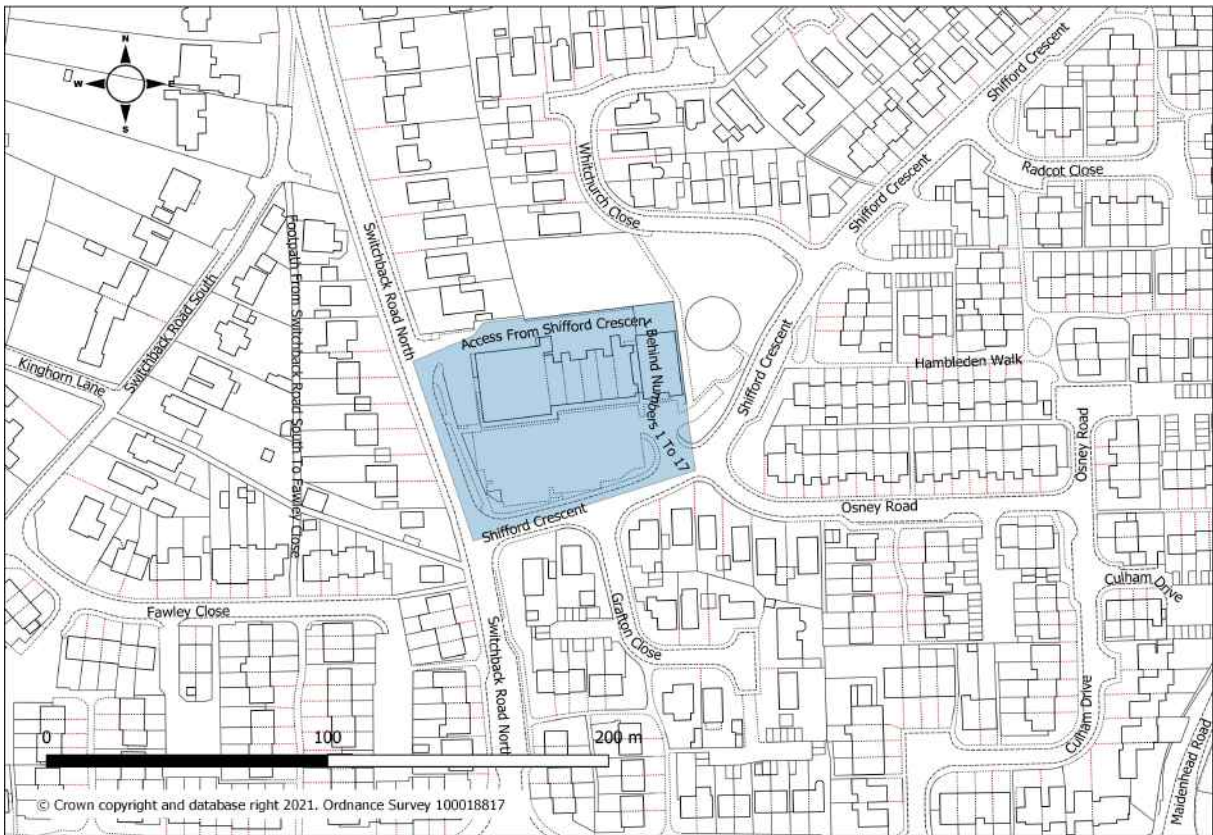 N
W
S
Shifford Crescent
Radcot Close
Whitchurch Close
Shifford Crescent
Switchback Road North
Footpath From Switchback Road South To Fawley Close
Switchback Road South
Kinghorn Lane
Access From Shifford Crescent
Behind Numbers 1 To 17
Shifford Crescent
Hambleden Walk
Osney Road
Osney Road
Shifford Crescent
Culham Drive
Fawley Close
Grafton Close
Switchback Road North
Culham Drive
Maidenhead Road
0 100 200 m
© Crown copyright and database right 2021. Ordnance Survey 100018817